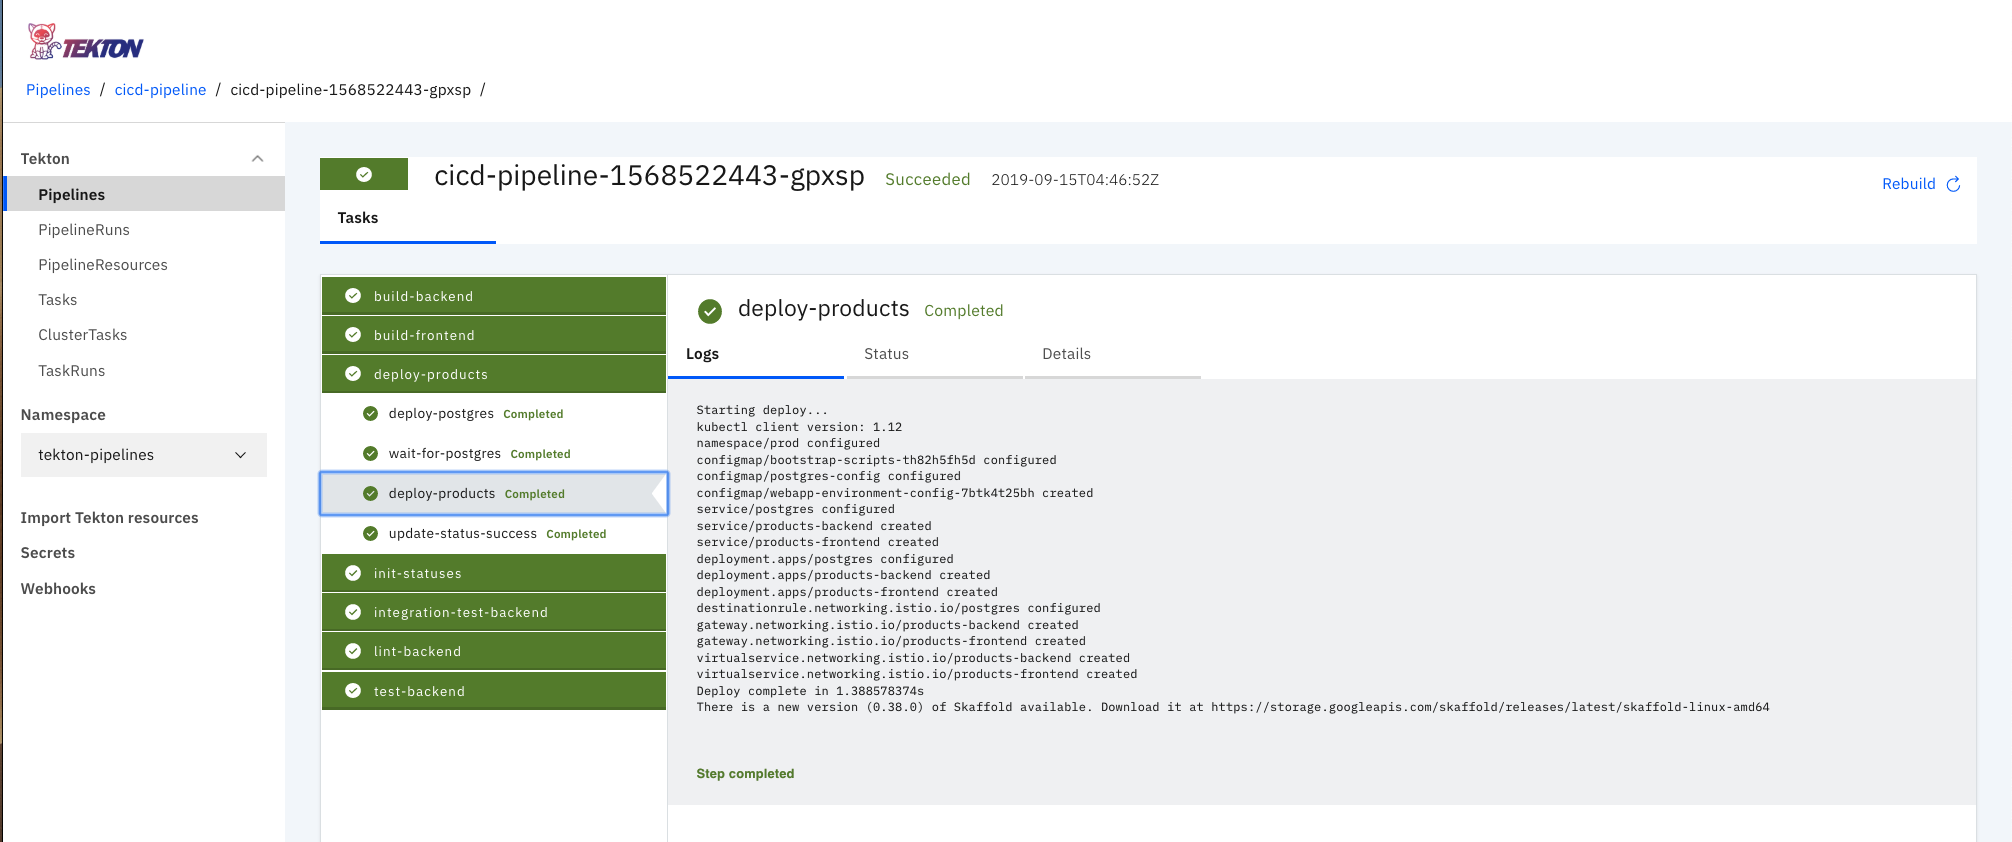 TEKTON
Pipelines / cicd-pipeline / cicd-pipeline-1568522443-gpxsp /
Tekton
Pipelines
PipelineRuns
PipelineResources
Tasks
ClusterTasks
TaskRuns
Namespace
tekton-pipelines
Import Tekton resources
Secrets
Webhooks
cicd-pipeline-1568522443-gpxsp Succeeded 2019-09-15T04:46:52Z
Rebuild
Tasks
build-backend
build-frontend
deploy-products
deploy-postgres Completed
wait-for-postgres Completed
deploy-products Completed
update-status-success Completed
init-statuses
integration-test-backend
lint-backend
test-backend
deploy-products Completed
Logs Status Details
Starting deploy...
kubectl client version: 1.12
namespace/prod configured
configmap/bootstrap-scripts-th82h5fh5d configured
configmap/postgres-config configured
configmap/webapp-environment-config-7btk4t25bh created
service/postgres configured
service/products-backend created
service/products-frontend created
deployment.apps/postgres configured
deployment.apps/products-backend created
deployment.apps/products-frontend created
destinationrule.networking.istio.io/postgres configured
gateway.networking.istio.io/products-backend created
gateway.networking.istio.io/products-frontend created
virtualservice.networking.istio.io/products-backend created
virtualservice.networking.istio.io/products-frontend created
Deploy complete in 1.388578374s
There is a new version (0.38.0) of Skaffold available. Download it at https://storage.googleapis.com/skaffold/releases/latest/skaffold-linux-amd64
Step completed